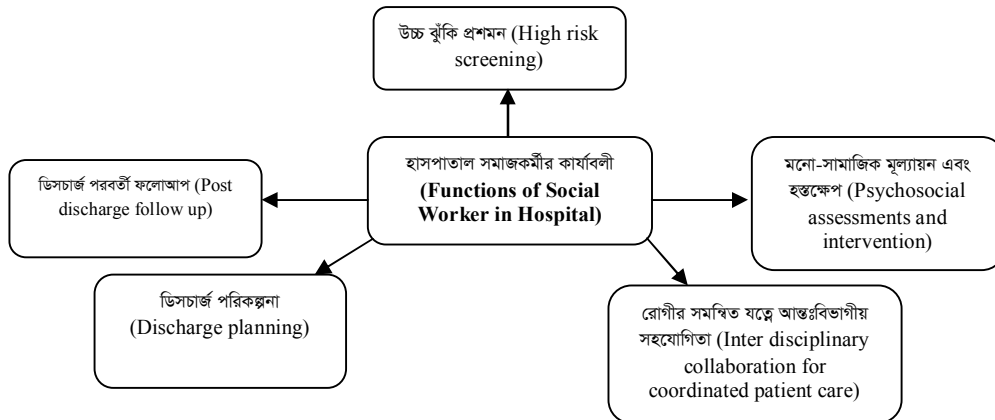 উচ্চ ঝুঁকি প্রশমন (High risk
screening)
হাসপাতাল সমাজকর্মীর কার্যাবলী
(Functions of Social
Worker in Hospital)
ডিসচার্জ পরবর্তী ফলোআপ (Post
discharge follow up)
মনো-সামাজিক মূল্যায়ন এবং
হস্তক্ষেপ (Psychosocial
assessments and
intervention)
ডিসচার্জ পরিকল্পনা
(Discharge planning)
রোগীর সমন্বিত যত্নে আন্তঃবিভাগীয়
সহযোগিতা (Inter disciplinary
collaboration for
coordinated patient care)